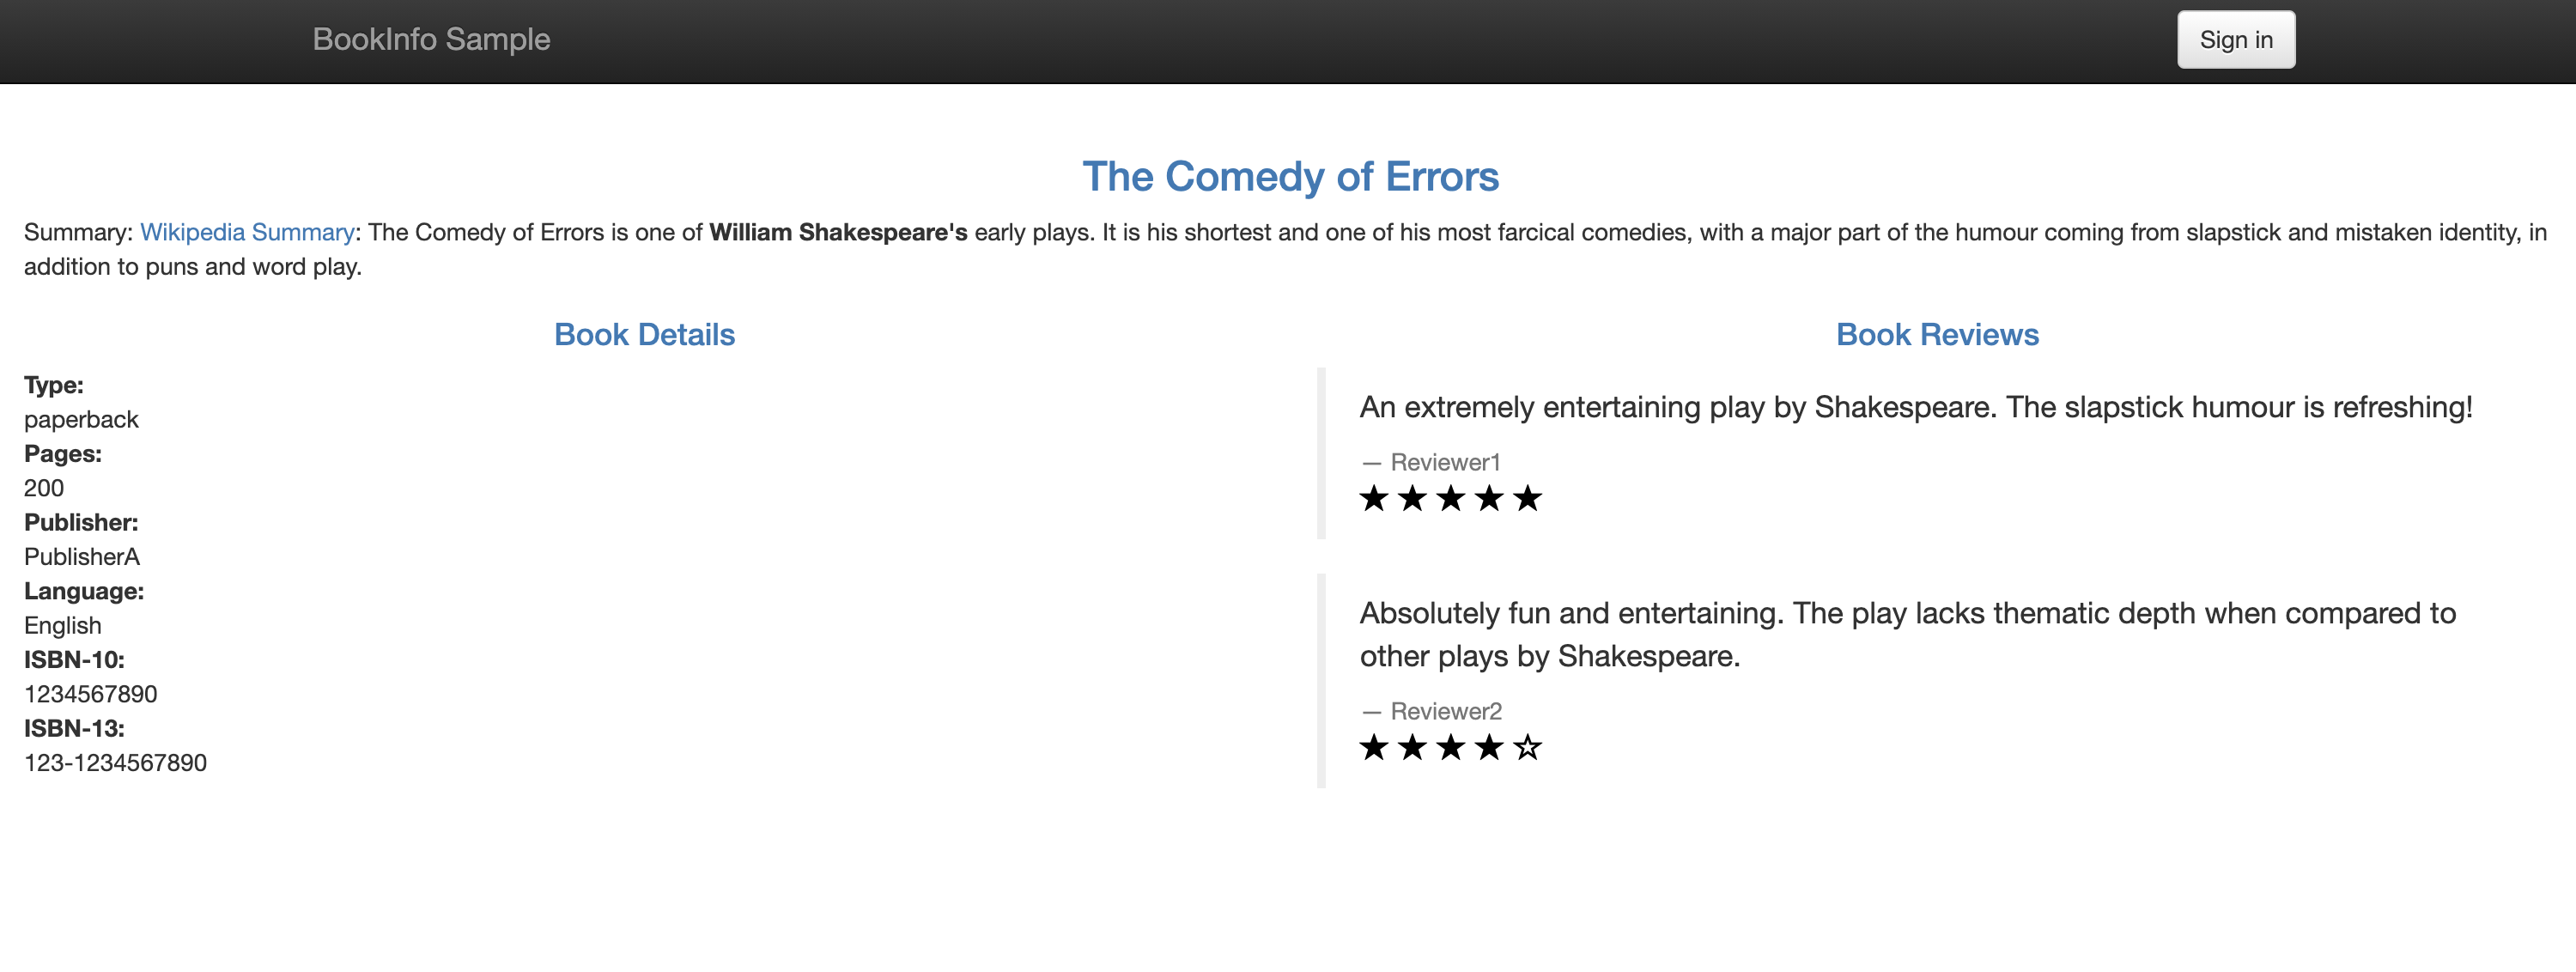 BookInfo Sample
Sign in
The Comedy of Errors
Summary: Wikipedia Summary: The Comedy of Errors is one of William Shakespeare's early plays. It is his shortest and one of his most farcical comedies, with a major part of the humour coming from slapstick and mistaken identity, in
addition to puns and word play.
Book Details
Type:
paperback
Pages:
200
Publisher:
PublisherA
Language:
English
ISBN-10:
1234567890
ISBN-13:
123-1234567890
Book Reviews
An extremely entertaining play by Shakespeare. The slapstick humour is refreshing!
— Reviewer1
★ ★ ★ ★ ★
Absolutely fun and entertaining. The play lacks thematic depth when compared to
other plays by Shakespeare.
— Reviewer2
★ ★ ★ ★ ☆